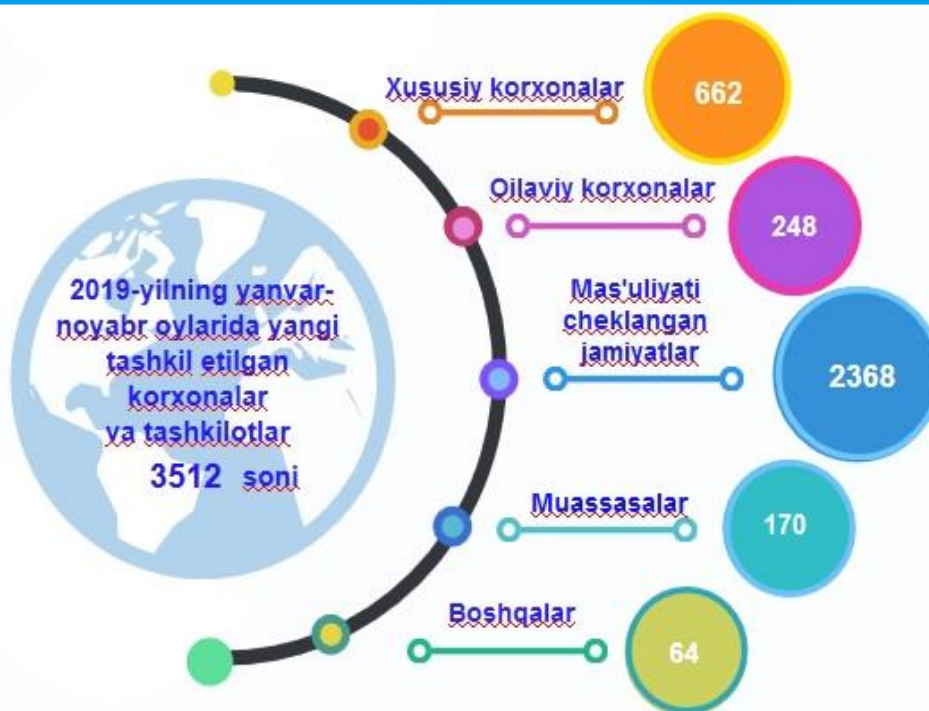 2019-yilning yanvar-
noyabr oylarida yangi
tashkil etilgan
korxonalar
va tashkilotlar
3512 soni
Xususiy korxonalar
662
Oilaviy korxonalar
248
Mas'uliyati
cheklangan
jamiyatlar
2368
Muassasalar
170
Boshqalar
64